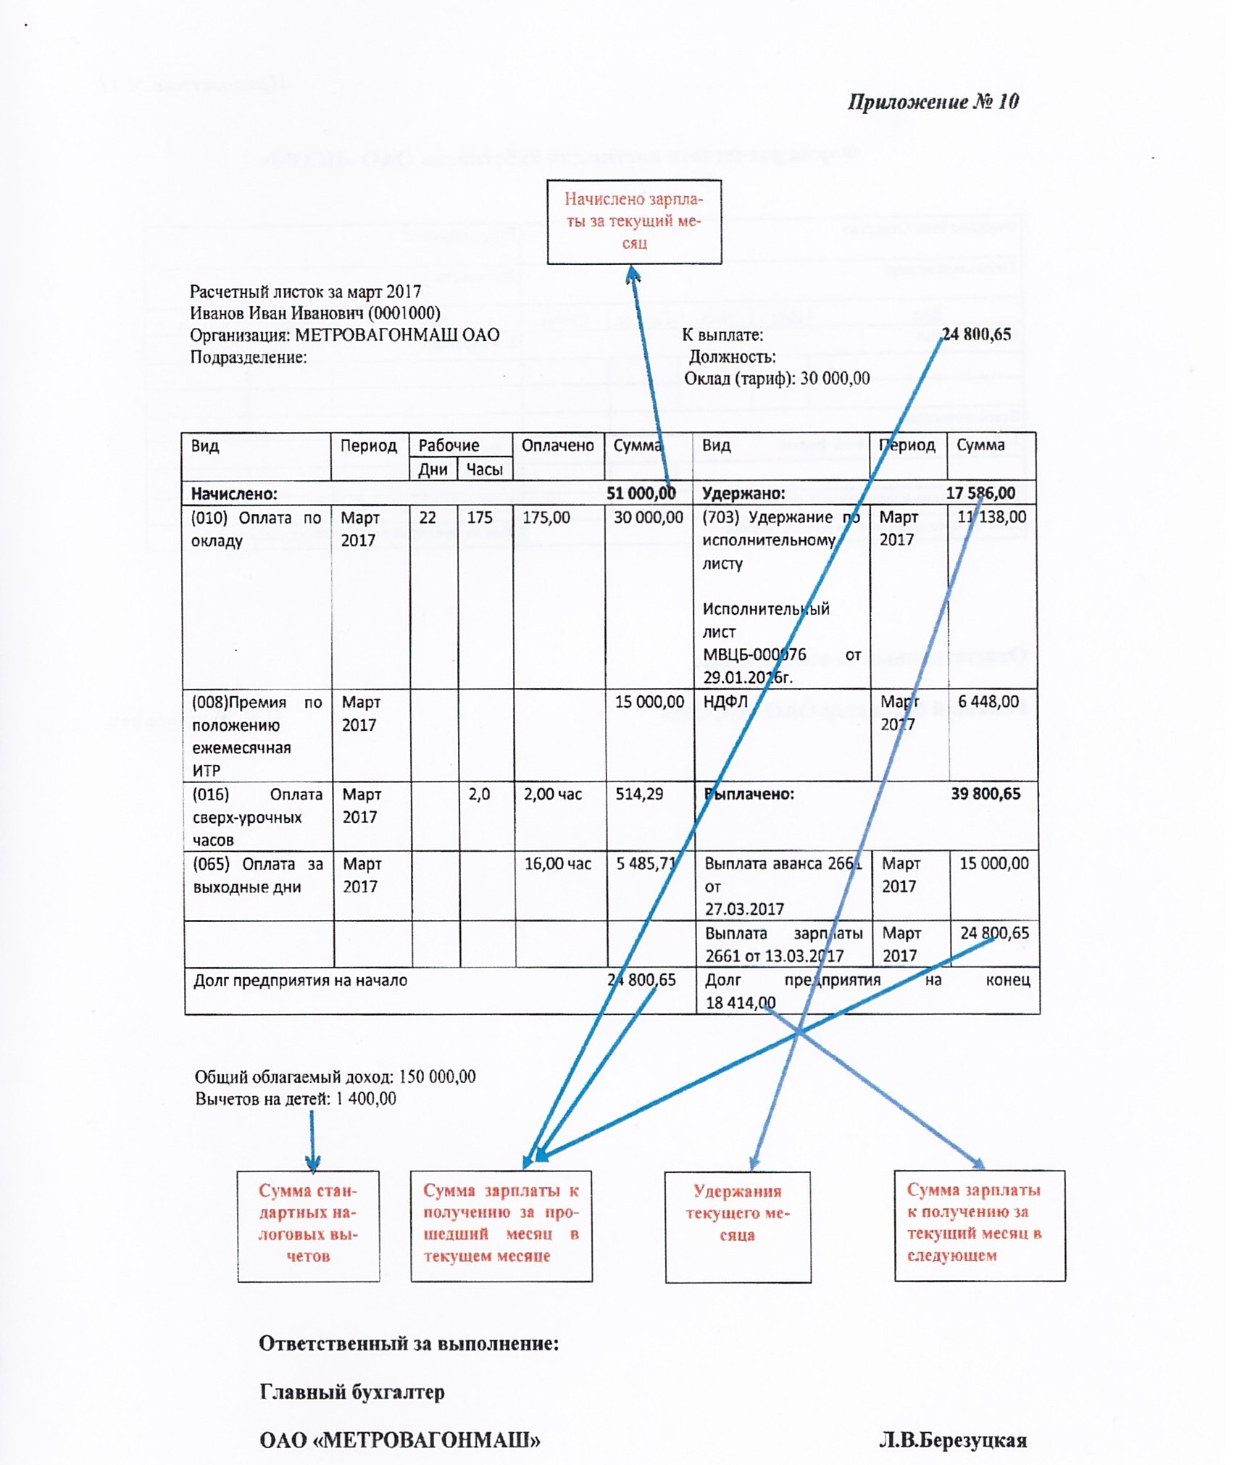 Приложение № 10
Начислено зарпла-
ты за текущий ме-
сяц
Расчетный листок за март 2017
Иванов Иван Иванович (0001000)
Организация: МЕТРОВАГОНМАШ ОАО
К выплате: 24 800,65
Подразделение:
Должность:
Оклад (тариф): 30 000,00
Вид Период Рабочие Оплачено Сумма Вид Период Сумма
Дни Часы
Начислено: 51 000,00 Удержано: 17 586,00
(010) Оплата по Март 22 175 175,00 30 000,00 (703) Удержание по Март 11 138,00
окладу 2017 исполнительному 2017
листу
Исполнительный
лист
МВЦБ-000076 от
29.01.2016г.
(008)Премия по Март 15 000,00 НДФЛ Март 6 448,00
положению 2017 2017
ежемесячная
ИТР
(016) Оплата Март 2,0 2,00 час 514,29 Выплачено: 39 800,65
сверх-урочных 2017
часов
(065) Оплата за Март 16,00 час 5 485,71 Выплата аванса 2661 Март 15 000,00
выходные дни 2017 от 2017
27.03.2017
Выплата зарплаты Март 24 800,65
2661 от 13.03.2017 2017
Долг предприятия на начало 24 800,65 Долг предприятия на конец
18 414,00
Общий облагаемый доход: 150 000,00
Вычетов на детей: 1 400,00
Сумма стан-
дартных на-
логовых вы-
четов
Сумма зарплаты к
получению за про-
шедший месяц в
текущем месяце
Удержания
текущего ме-
сяца
Сумма зарплаты
к получению за
текущий месяц в
следующем
Ответственный за выполнение:
Главный бухгалтер
ОАО «МЕТРОВАГОНМАШ» Л.В.Березуцкая